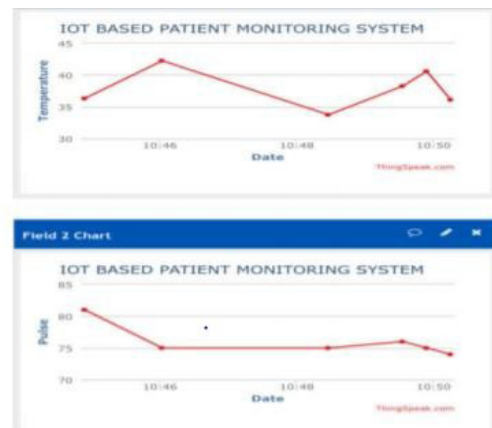 IOT BASED PATIENT MONITORING SYSTEM
45
40
35
30
Temperature
10:46 10:48 10:50
Date
ThingSpeak.com
Field 2 Chart
IOT BASED PATIENT MONITORING SYSTEM
85
80
75
70
Pulse
10:46 10:48 10:50
Date
ThingSpeak.com